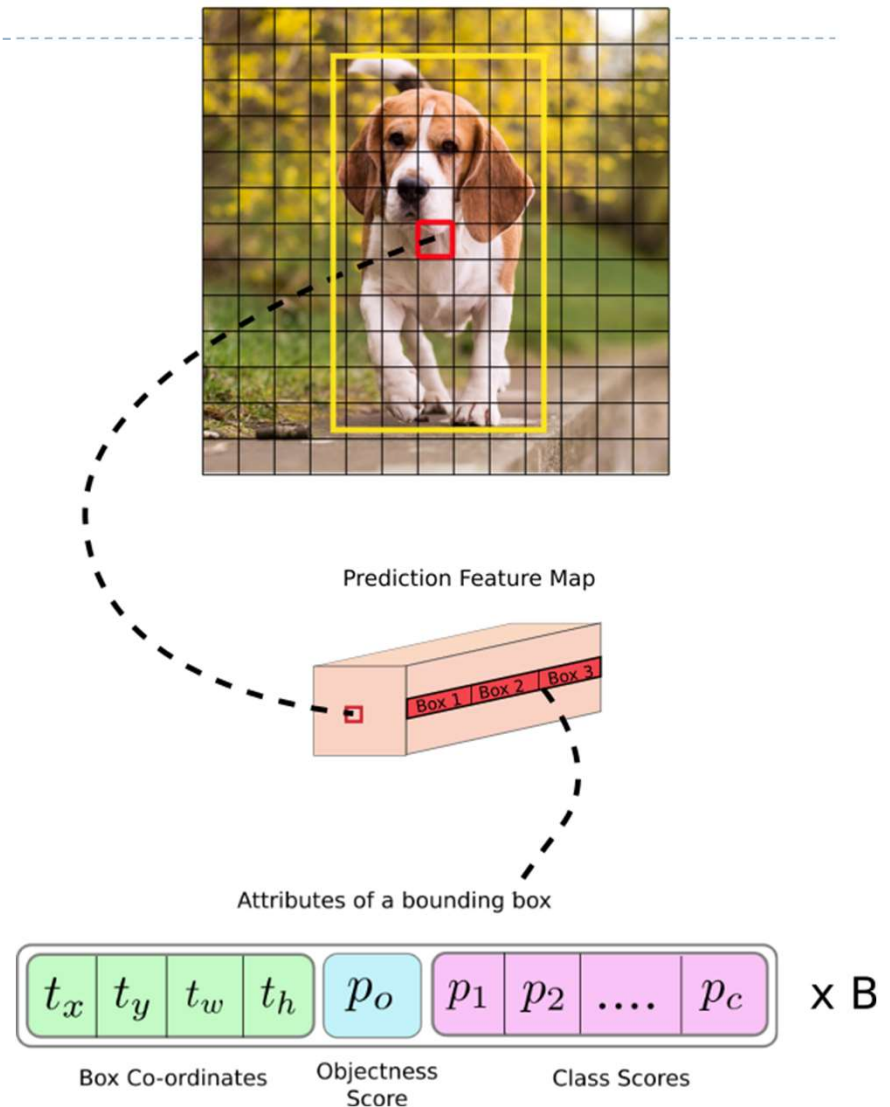 Prediction Feature Map
Box 1 Box 2 Box 3
Attributes of a bounding box
t_x t_y t_w t_h p_o p_1 p_2 .... p_c x B
Box Co-ordinates Objectness Score Class Scores